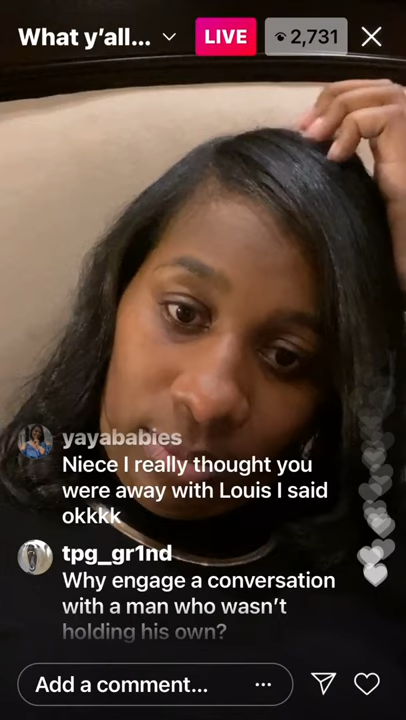 What y’all...
LIVE
2,731
yayababies
Niece I really thought you
were away with Louis I said
okkkk
tpg_gr1nd
Why engage a conversation
with a man who wasn’t
holding his own?
Add a comment...